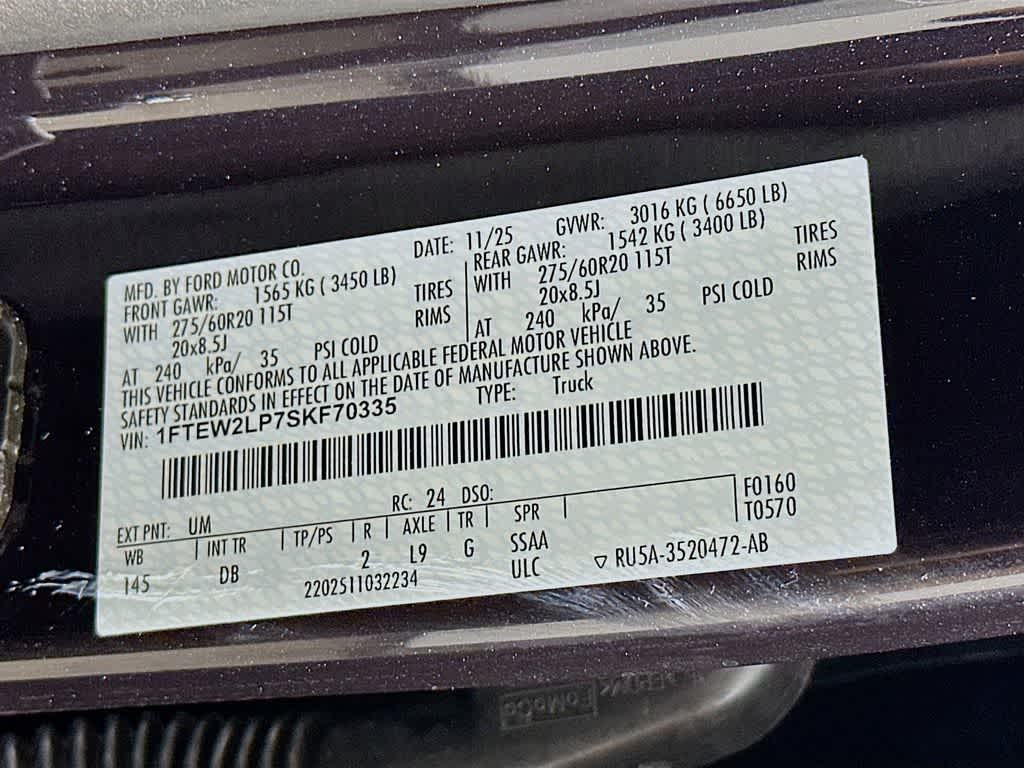 MFD. BY FORD MOTOR CO. DATE: 11/25 GVWR: 3016 KG ( 6650 LB)
FRONT GAWR: 1565 KG ( 3450 LB) REAR GAWR: 1542 KG ( 3400 LB)
WITH 275/60R20 115T TIRES WITH 275/60R20 115T TIRES
20x8.5J RIMS 20x8.5J RIMS
AT 240 kPa/ 35 PSI COLD AT 240 kPa/ 35 PSI COLD
THIS VEHICLE CONFORMS TO ALL APPLICABLE FEDERAL MOTOR VEHICLE
SAFETY STANDARDS IN EFFECT ON THE DATE OF MANUFACTURE SHOWN ABOVE.
VIN: 1FTEW2LP7SKF70335 TYPE: Truck
EXT PNT: UM RC: 24 DSO: F0160
WB INT TR TP/PS R AXLE TR SPR T0570
145 DB 2 L9 G SSAA
2202511032234 ULC ▽ RU5A-3520472-AB
FoMoCo